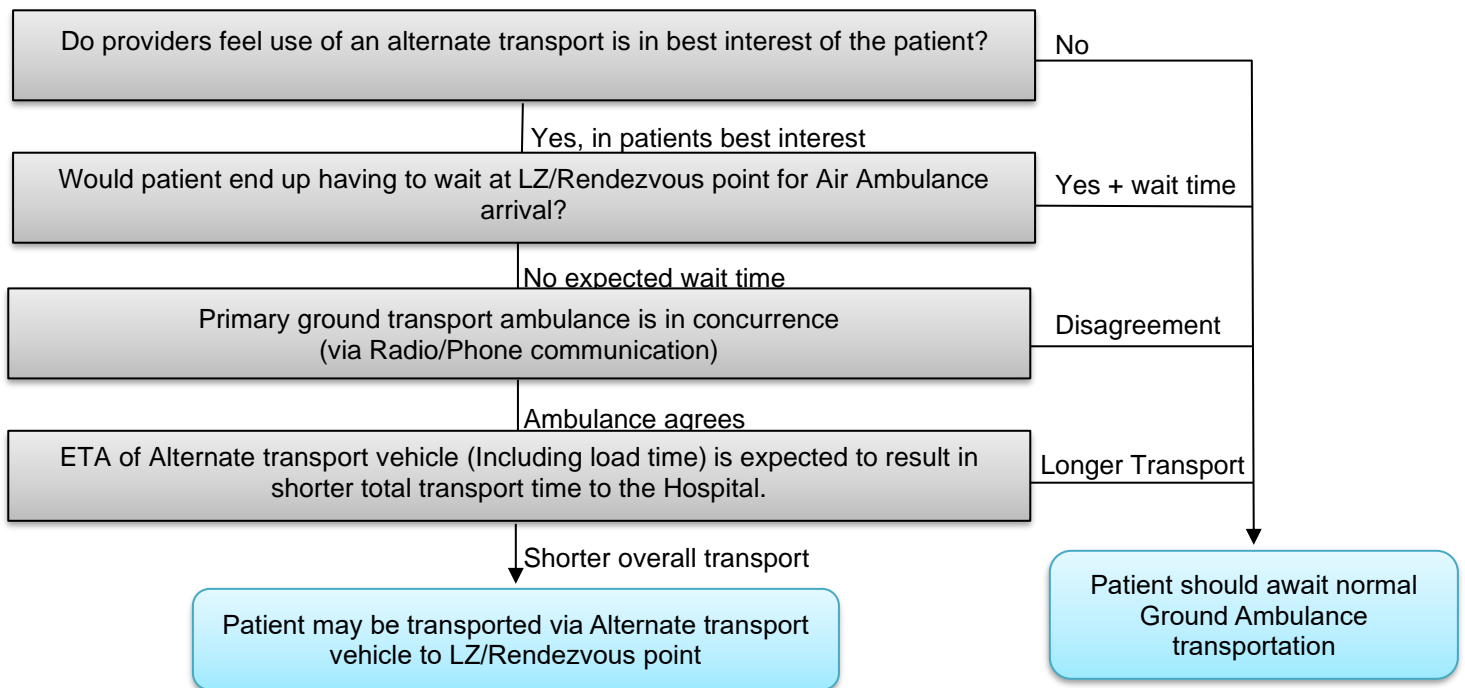 Do providers feel use of an alternate transport is in best interest of the patient?
No
Yes, in patients best interest
Would patient end up having to wait at LZ/Rendezvous point for Air Ambulance
arrival?
Yes + wait time
No expected wait time
Primary ground transport ambulance is in concurrence
(via Radio/Phone communication)
Disagreement
Ambulance agrees
ETA of Alternate transport vehicle (Including load time) is expected to result in
shorter total transport time to the Hospital.
Longer Transport
Shorter overall transport
Patient may be transported via Alternate transport
vehicle to LZ/Rendezvous point
Patient should await normal
Ground Ambulance
transportation